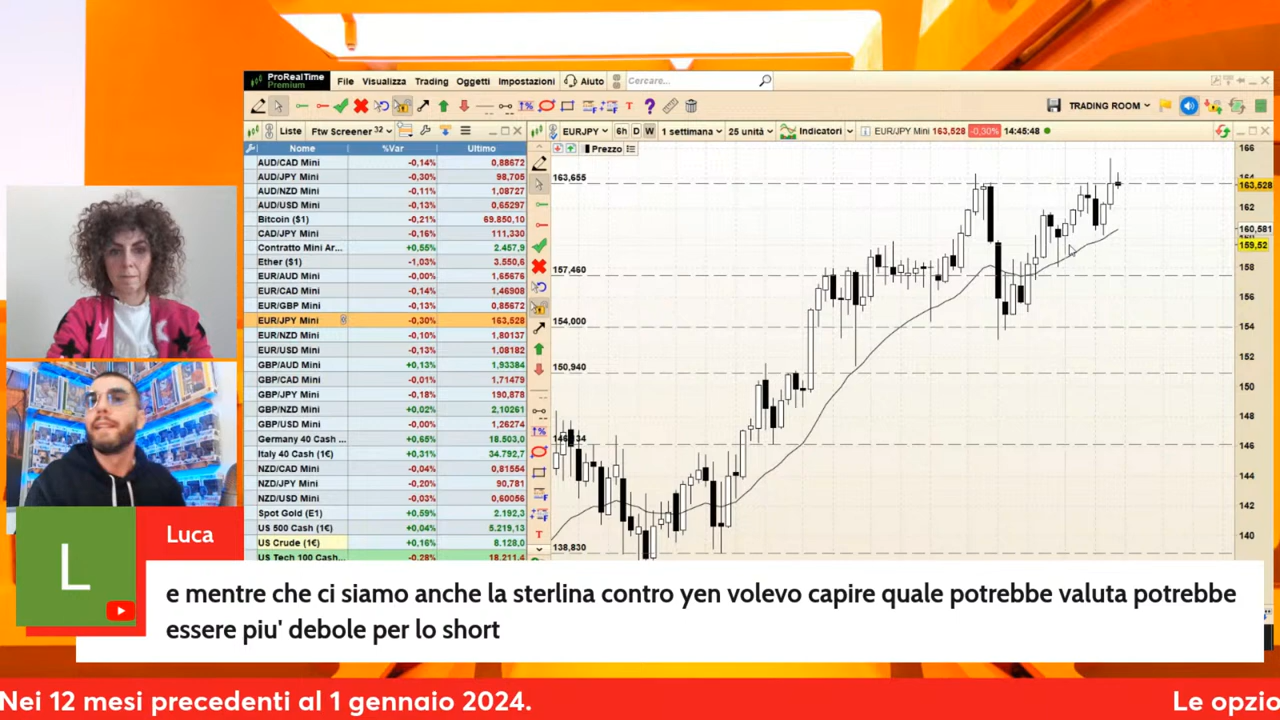 ProRealTime
Premium
File Visualizza Trading Oggetti Impostazioni Aiuto Cercare...
TRADING ROOM
Liste Ftw Screener 32
EURJPY 6h D W 1 settimana 25 unità Indicatori EUR/JPY Mini 163,528 -0,30% 14:45:48
Nome %Var Ultimo
AUD/CAD Mini -0,14% 0,88672
AUD/JPY Mini -0,30% 98,705
AUD/NZD Mini -0,11% 1,08727
AUD/USD Mini -0,13% 0,65297
Bitcoin ($1) -0,21% 69.850,10
CAD/JPY Mini -0,16% 111,330
Contratto Mini Ar... +0,55% 2.457,9
Ether ($1) -1,03% 3.550,6
EUR/AUD Mini -0,00% 1,65676
EUR/CAD Mini -0,14% 1,46908
EUR/GBP Mini -0,13% 0,85672
EUR/JPY Mini -0,30% 163,528
EUR/NZD Mini -0,10% 1,80137
EUR/USD Mini -0,13% 1,08182
GBP/AUD Mini +0,13% 1,93384
GBP/CAD Mini -0,01% 1,71479
GBP/JPY Mini -0,18% 190,878
GBP/NZD Mini +0,02% 2,10261
GBP/USD Mini -0,00% 1,26274
Germany 40 Cash ... +0,65% 18.503,0
Italy 40 Cash (1€) +0,31% 34.792,7
NZD/CAD Mini -0,04% 0,81554
NZD/JPY Mini -0,20% 90,781
NZD/USD Mini -0,03% 0,60056
Spot Gold (E1) +0,59% 2.192,3
US 500 Cash (1€) +0,04% 5.219,13
US Crude (1€) +0,16% 8.128,0
US Tech 100 Cash... -0,28% 18.211,4
Prezzo
163,655
157,460
154,000
150,940
138,830
166
163,528
162
160,581
159,52
158
156
154
152
150
148
146
144
142
140
L
Luca
e mentre che ci siamo anche la sterlina contro yen volevo capire quale potrebbe valuta potrebbe
essere piu' debole per lo short
Nei 12 mesi precedenti al 1 gennaio 2024. Le opzio